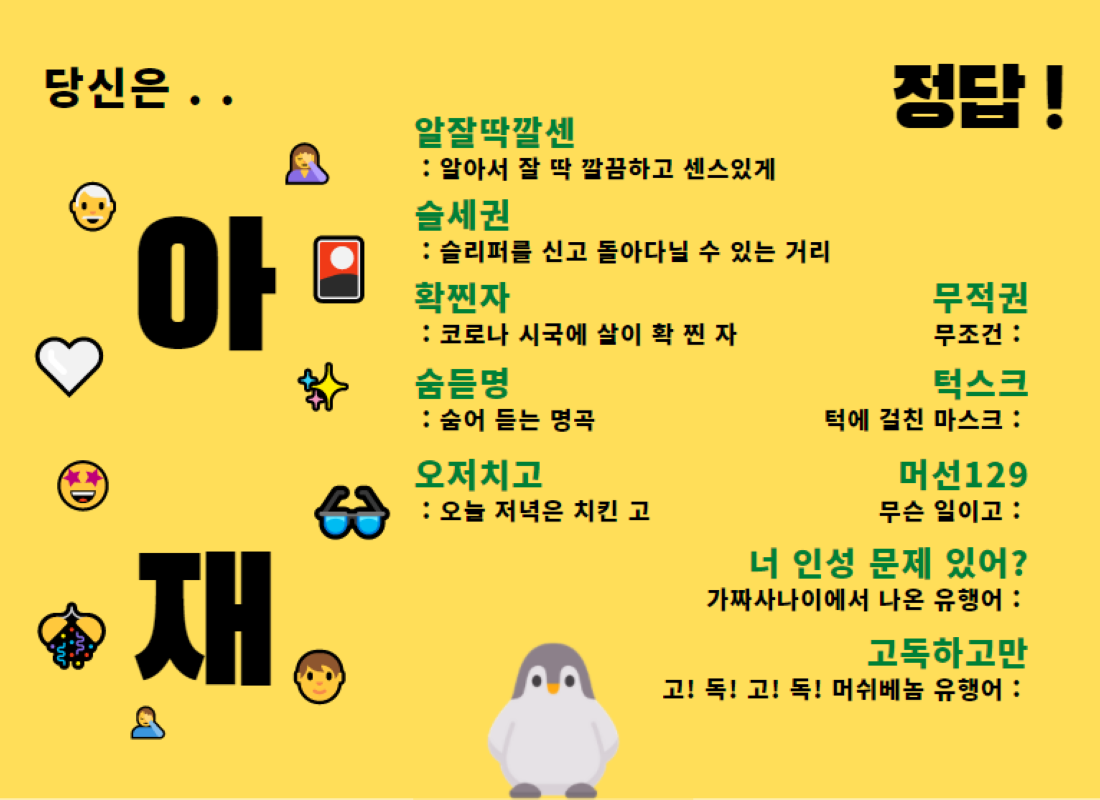 당신은 . .
정답 !
아
재
알잘딱깔센
: 알아서 잘 딱 깔끔하고 센스있게
슬세권
: 슬리퍼를 신고 돌아다닐 수 있는 거리
확찐자
: 코로나 시국에 살이 확 찐 자
숨듣명
: 숨어 듣는 명곡
오저치고
: 오늘 저녁은 치킨 고
무적권
무조건 :
턱스크
턱에 걸친 마스크 :
머선129
무슨 일이고 :
너 인성 문제 있어?
가짜사나이에서 나온 유행어 :
고독하고만
고! 독! 고! 독! 머쉬베놈 유행어 :